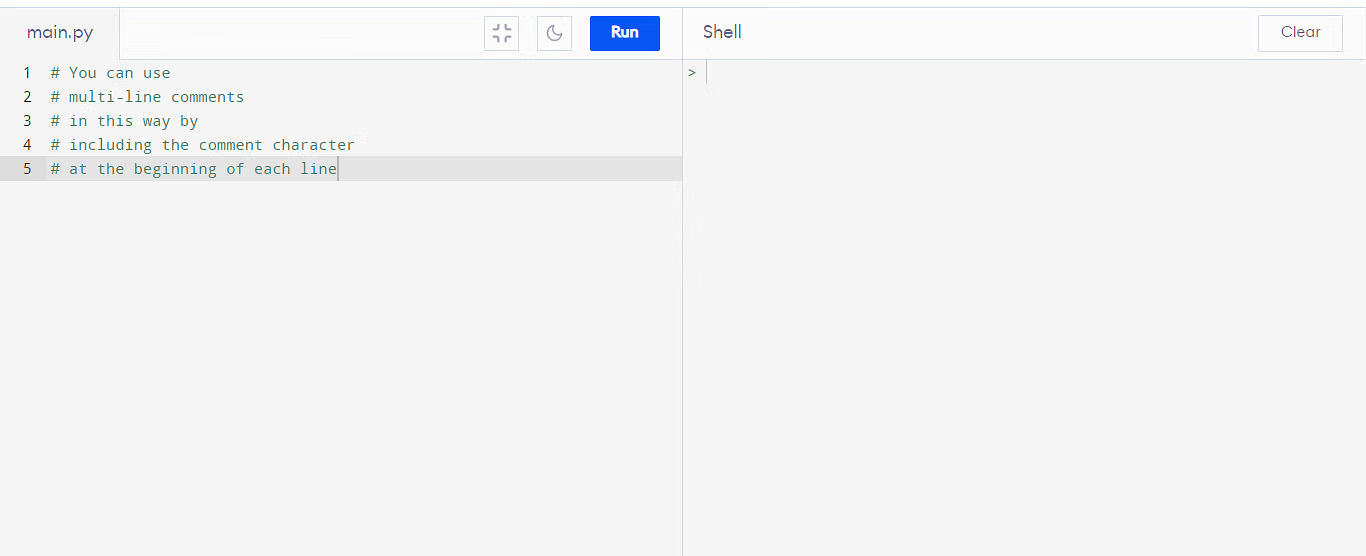 main.py
Run
Shell
Clear
1 # You can use
2 # multi-line comments
3 # in this way by
4 # including the comment character
5 # at the beginning of each line
>